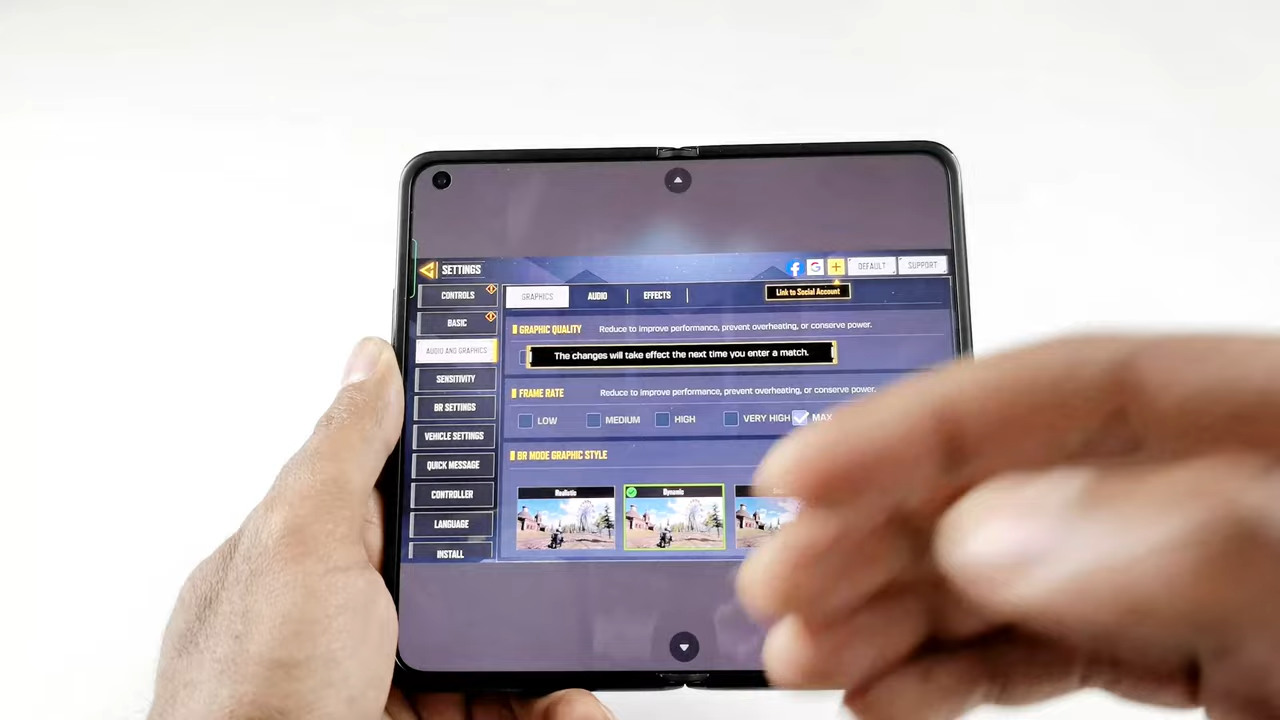 SETTINGS
DEFAULT
SUPPORT
Link to Social Account
CONTROLS
BASIC
AUDIO AND GRAPHICS
SENSITIVITY
BR SETTINGS
VEHICLE SETTINGS
QUICK MESSAGE
CONTROLLER
LANGUAGE
INSTALL
GRAPHICS
AUDIO
EFFECTS
GRAPHIC QUALITY Reduce to improve performance, prevent overheating, or conserve power.
The changes will take effect the next time you enter a match.
FRAME RATE Reduce to improve performance, prevent overheating, or conserve power.
LOW MEDIUM HIGH VERY HIGH MAX
BR MODE GRAPHIC STYLE
Realistic
Dynamic